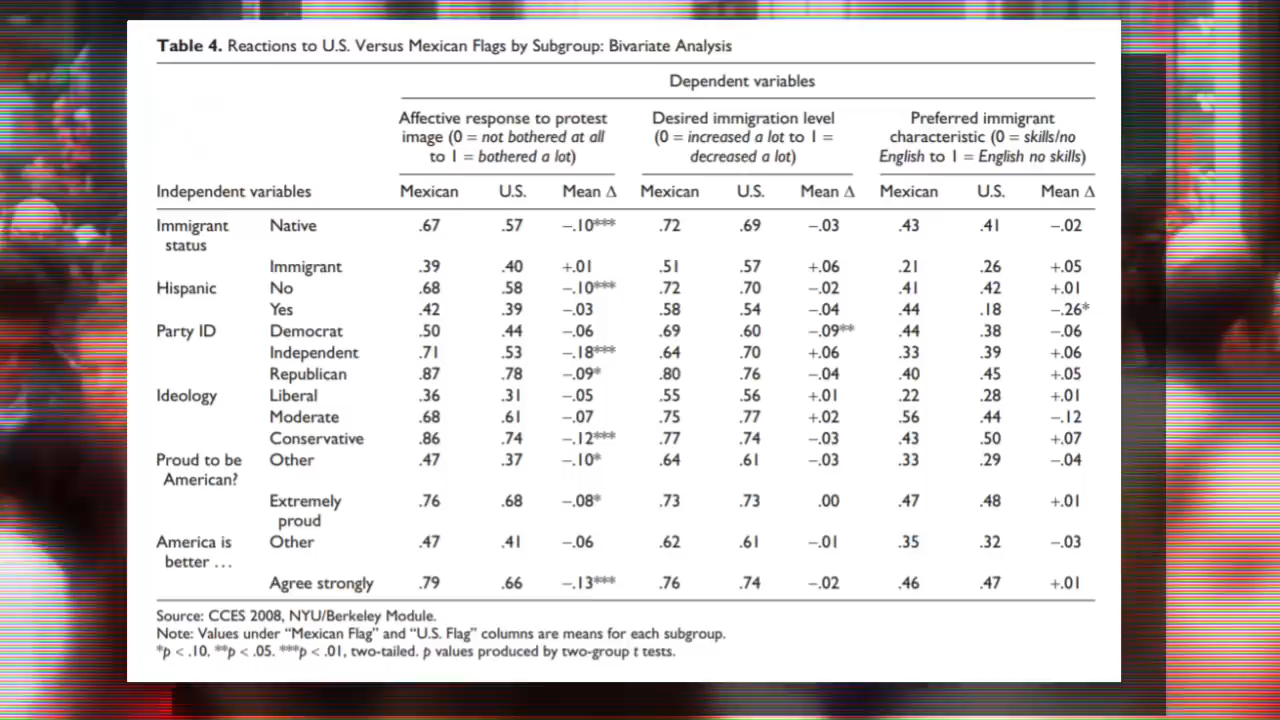 Table 4. Reactions to U.S. Versus Mexican Flags by Subgroup: Bivariate Analysis
Dependent variables
Affective response to protest image (0 = not bothered at all to 1 = bothered a lot) Desired immigration level (0 = increased a lot to 1 = decreased a lot) Preferred immigrant characteristic (0 = skills/no English to 1 = English no skills)
Independent variables Mexican U.S. Mean Δ Mexican U.S. Mean Δ Mexican U.S. Mean Δ
Immigrant status Native .67 .57 –.10*** .72 .69 –.03 .43 .41 –.02
Immigrant .39 .40 +.01 .51 .57 +.06 .21 .26 +.05
Hispanic No .68 .58 –.10*** .72 .70 –.02 .41 .42 +.01
Yes .42 .39 –.03 .58 .54 –.04 .44 .18 –.26*
Party ID Democrat .50 .44 –.06 .69 .60 –.09** .44 .38 –.06
Independent .71 .53 –.18*** .64 .70 +.06 .33 .39 +.06
Republican .87 .78 –.09* .80 .76 –.04 .40 .45 +.05
Ideology Liberal .36 .31 –.05 .55 .56 +.01 .22 .28 +.01
Moderate .68 .61 –.07 .75 .77 +.02 .56 .44 –.12
Conservative .86 .74 –.12*** .77 .74 –.03 .43 .50 +.07
Proud to be American? Other .47 .37 –.10* .64 .61 –.03 .33 .29 –.04
Extremely proud .76 .68 –.08* .73 .73 .00 .47 .48 +.01
America is better … Other .47 .41 –.06 .62 .61 –.01 .35 .32 –.03
Agree strongly .79 .66 –.13*** .76 .74 –.02 .46 .47 +.01
Source: CCES 2008, NYU/Berkeley Module.
Note: Values under “Mexican Flag” and “U.S. Flag” columns are means for each subgroup.
*p < .10. **p < .05. ***p < .01, two-tailed. p values produced by two-group t tests.